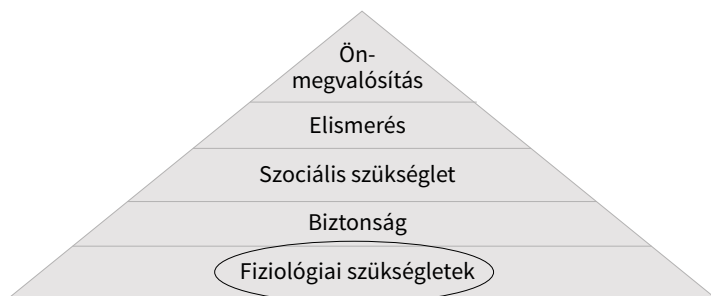 Ön-
megvalósítás
Elismerés
Szociális szükséglet
Biztonság
Fiziológiai szükségletek